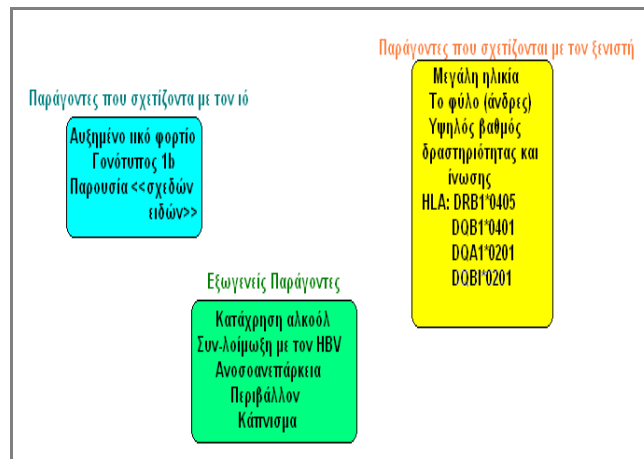 Παράγοντες που σχετίζονται με τον ξενιστή
Μεγάλη ηλικία
Το φύλο (άνδρες)
Υψηλός βαθμός
δραστηριότητας και
ίνωσης
HLA: DRB1*0405
DQB1*0401
DQA1*0201
DQBI*0201
Παράγοντες που σχετίζοντα με τον ιό
Αυξημένο ιικό φορτίο
Γονότυπος 1b
Παρουσία <<σχεδών
ειδών>>
Εξωγενείς Παράγοντες
Κατάχρηση αλκοόλ
Συν-λοίμωξη με τον HBV
Ανοσοανεπάρκεια
Περιβάλλον
Κάπνισμα